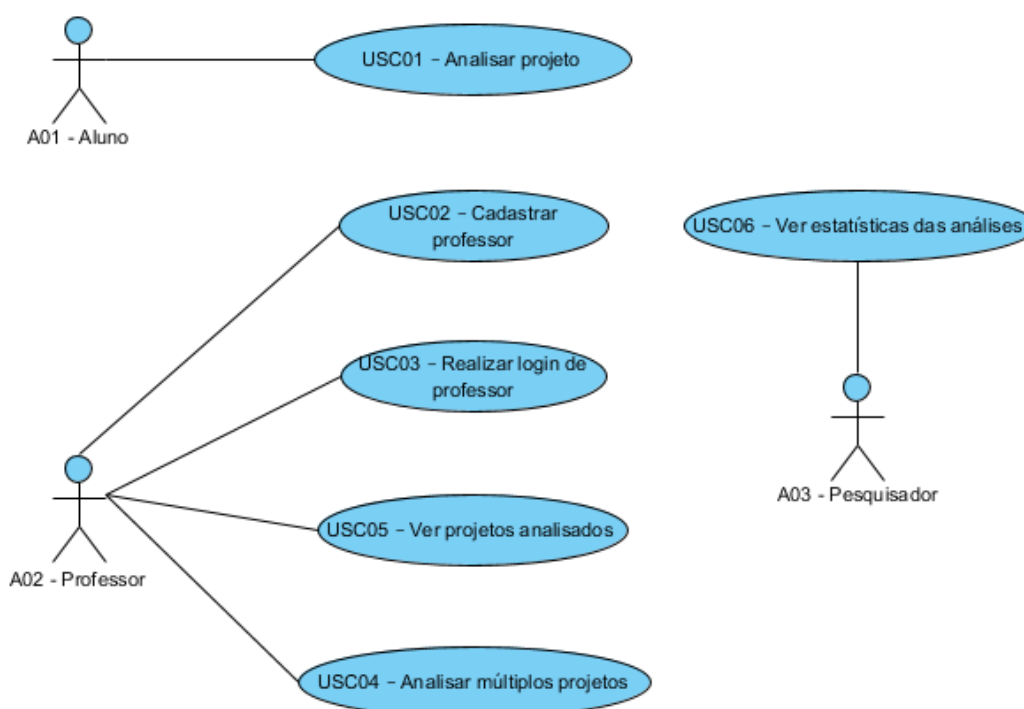 USC01 – Analisar projeto
A01 - Aluno
USC02 – Cadastrar
professor
USC06 – Ver estatísticas das análises
USC03 – Realizar login de
professor
A03 - Pesquisador
USC05 – Ver projetos analisados
A02 - Professor
USC04 – Analisar múltiplos projetos